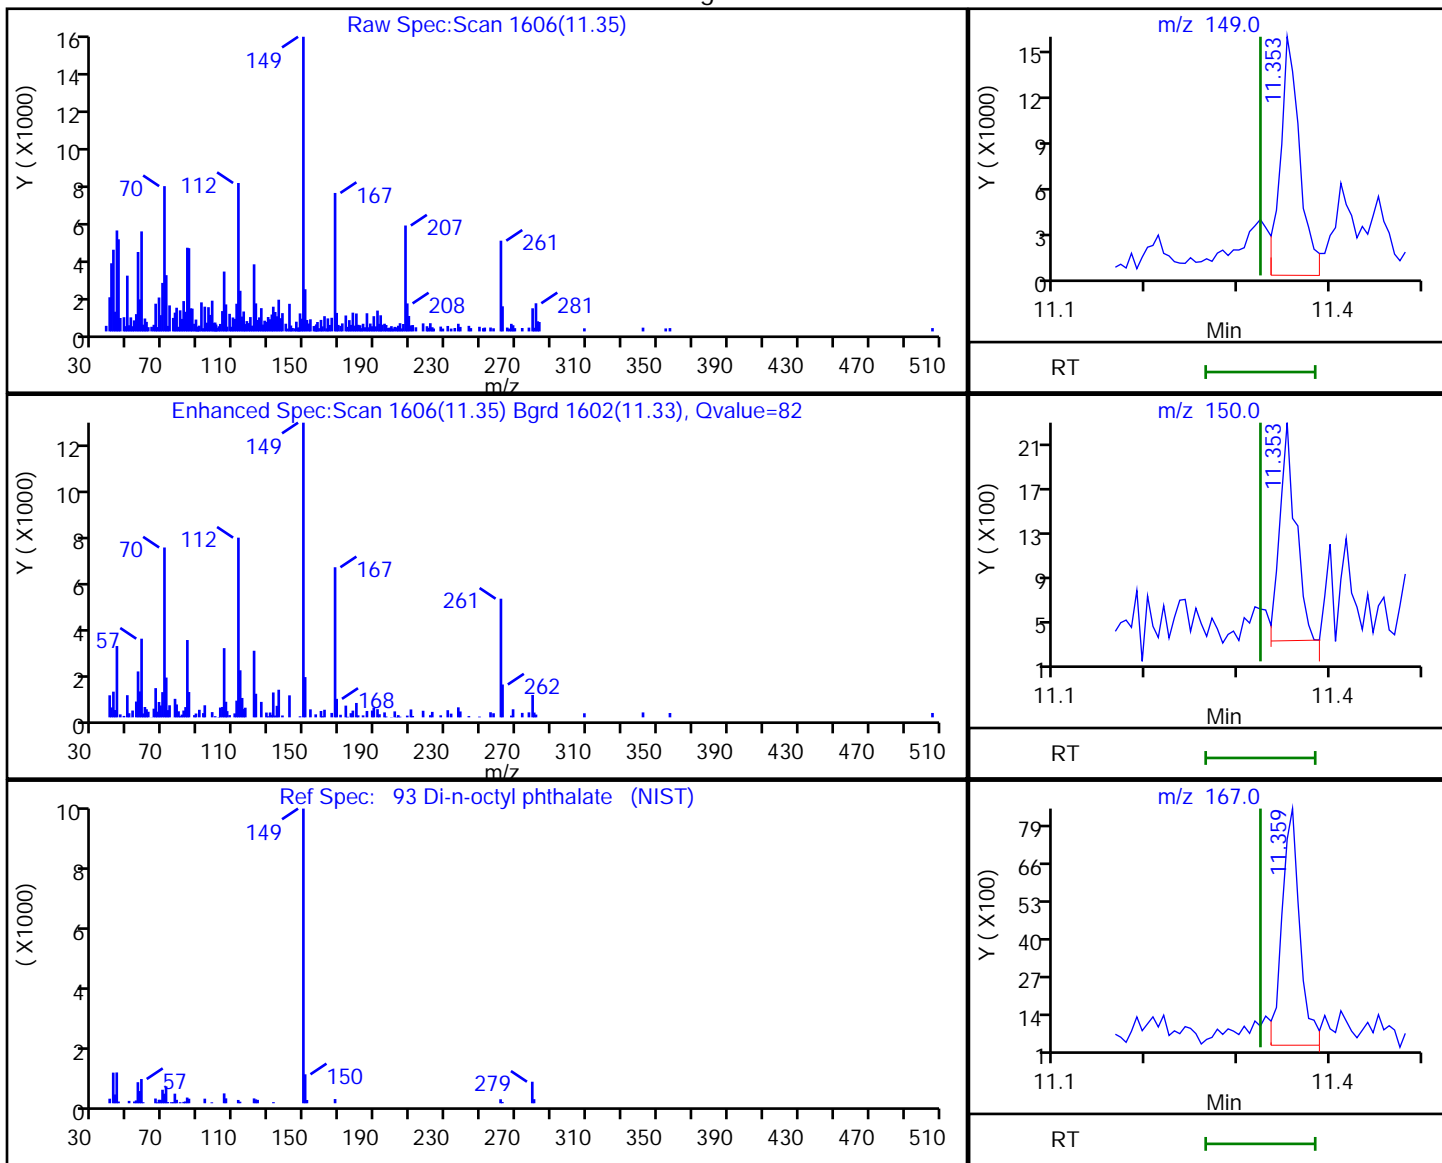 Raw Spec:Scan 1606(11.35)
Y ( X1000)
16
14
12
10
8
6
4
2
0
149
70
112
167
207
208
261
281
30 70 110 150 190 230 270 310 350 390 430 470 510
m/z
m/z 149.0
Y ( X1000)
15
12
9
6
3
0
11.353
11.1 11.4
Min
RT
Enhanced Spec:Scan 1606(11.35) Bgrd 1602(11.33), Qvalue=82
Y ( X1000)
12
10
8
6
4
2
0
149
70
112
167
57
168
261
262
30 70 110 150 190 230 270 310 350 390 430 470 510
m/z
m/z 150.0
Y ( X100)
21
17
13
9
5
1
11.353
11.1 11.4
Min
RT
Ref Spec: 93 Di-n-octyl phthalate (NIST)
( X1000)
10
8
6
4
2
0
149
57
150
279
30 70 110 150 190 230 270 310 350 390 430 470 510
m/z 167.0
Y ( X100)
79
66
53
40
27
14
1
11.359
11.1 11.4
Min
RT